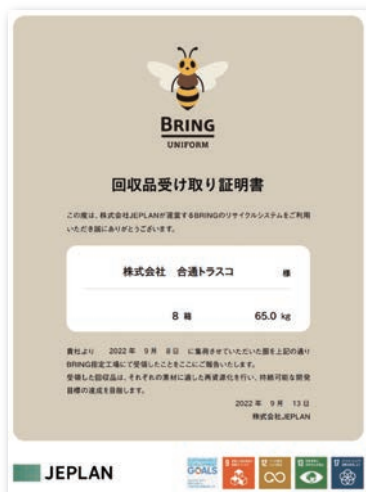 BRING
UNIFORM
回収品受け取り証明書
この度は、株式会社JEPLANが運営するBRINGのリサイクルシステムをご利用
いただき誠にありがとうございます。
株式会社 合通トラスコ 様
8 箱 65.0 kg
貴社より 2022年 9月 8日 に集荷させていただいた服を上記の通り
BRING指定工場にて受領したことをここにご報告いたします。
受領した回収品は、それぞれの素材に適した再資源化を行い、持続可能な開発
目標の達成を目指します。
2022年 9月 13日
株式会社JEPLAN
JEPLAN
GOALS
9
12
13
17